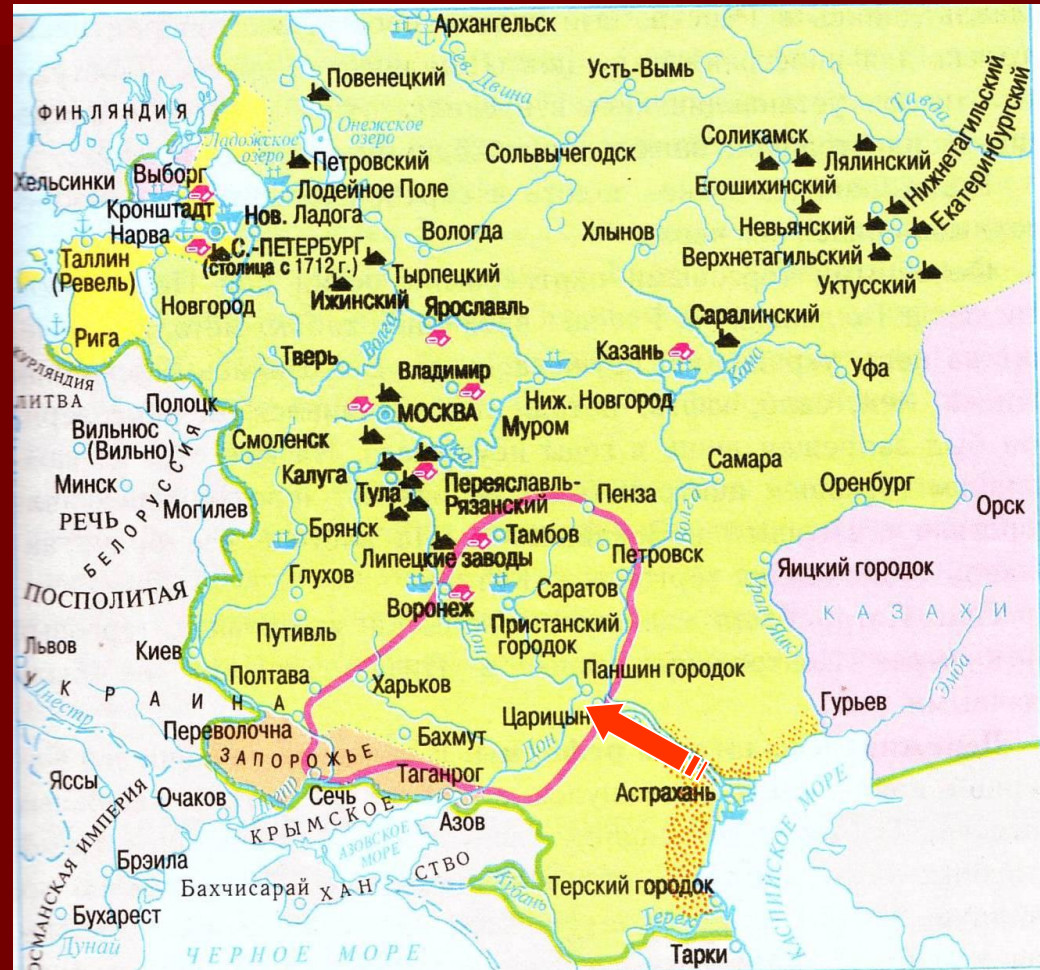 Архангельск
Повенецкий
Сев. Двина
Усть-Вымь
Тавда
Нижнетагильский
Екатеринбургский
ФИНЛЯНДИЯ
Онежское
озеро
Ладожское
озеро
Петровский
Сольвычегодск
Соликамск
Лялинский
Хельсинки
Выборг
Лодейное Поле
Егошихинский
Кронштадт
Нов. Ладога
Вологда
Хлынов
Невьянский
Нарва
С.-ПЕТЕРБУРГ
(столица с 1712 г.)
Верхнетагильский
Таллин
(Ревель)
Тырпецкий
Уктусский
Новгород
Ижинский
Ярославль
Саралинский
Рига
Волга
Тверь
Казань
Кама
Уфа
КУРЛЯНДИЯ
Владимир
ЛИТВА
Полоцк
МОСКВА
Ниж. Новгород
Вильнюс
(Вильно)
Смоленск
Муром
Ока
Калуга
Самара
Минск
Тула
Переяславль-
Рязанский
Пенза
Оренбург
Орск
РЕЧЬ
Могилев
БЕЛОРУССИЯ
Брянск
Тамбов
Волга
Петровск
Липецкие заводы
Яицкий городок
ПОСПОЛИТАЯ
Глухов
Саратов
Воронеж
КАЗАХИ
Путивль
Пристанский
городок
Дон
Яик
Львов
Киев
Эмба
Полтава
Харьков
Паншин городок
УКРАИНА
Гурьев
Днестр
Переволочна
Царицын
Бахмут
Дон
ЗАПОРОЖЬЕ
Таганрог
Яссы
Очаков
Днепр
Сечь
Астрахань
КРЫМСКОЕ
Азов
КАСПИЙСКОЕ МОРЕ
АЗОВСКОЕ
МОРЕ
ОСМАНСКАЯ ИМПЕРИЯ
Брэила
Бахчисарай
ХАН
СТВО
Кубань
Терский городок
Бухарест
Терек
Дунай
ЧЕРНОЕ МОРЕ
Тарки